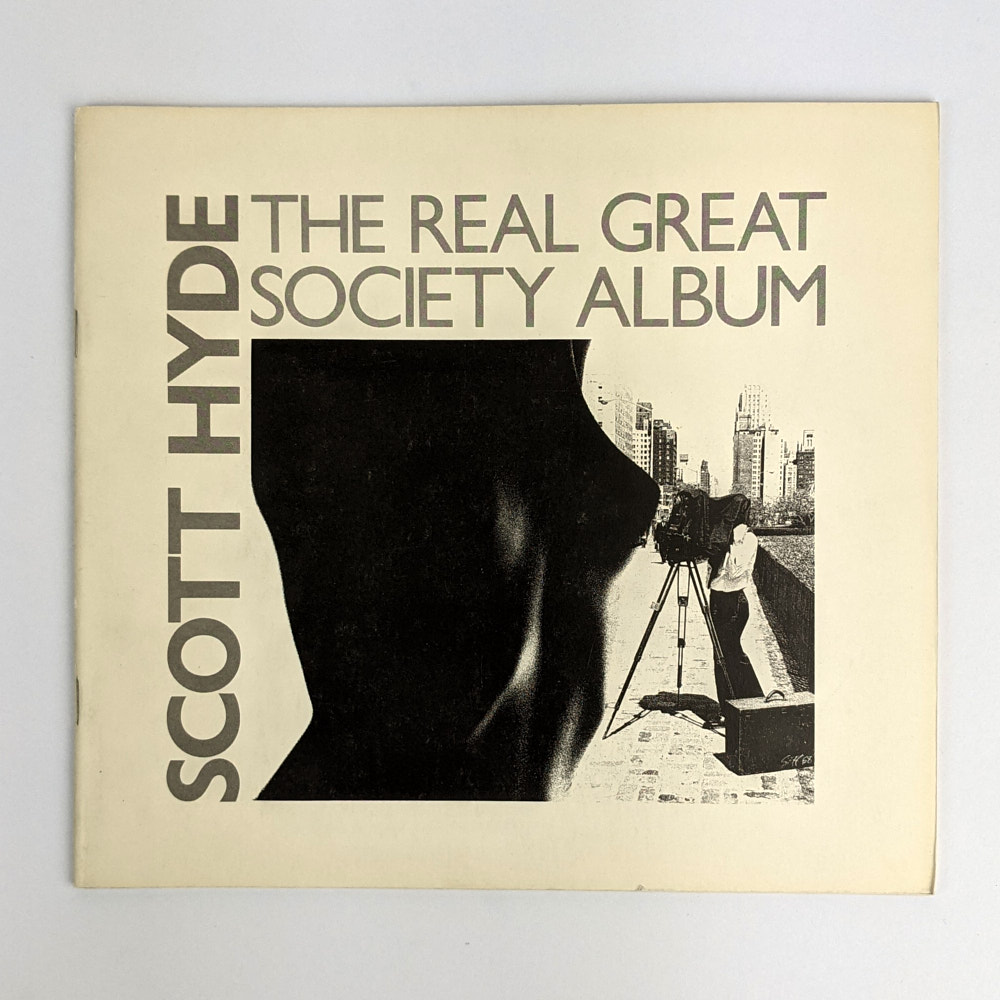 SCOTT HYDE
THE REAL GREAT
SOCIETY ALBUM